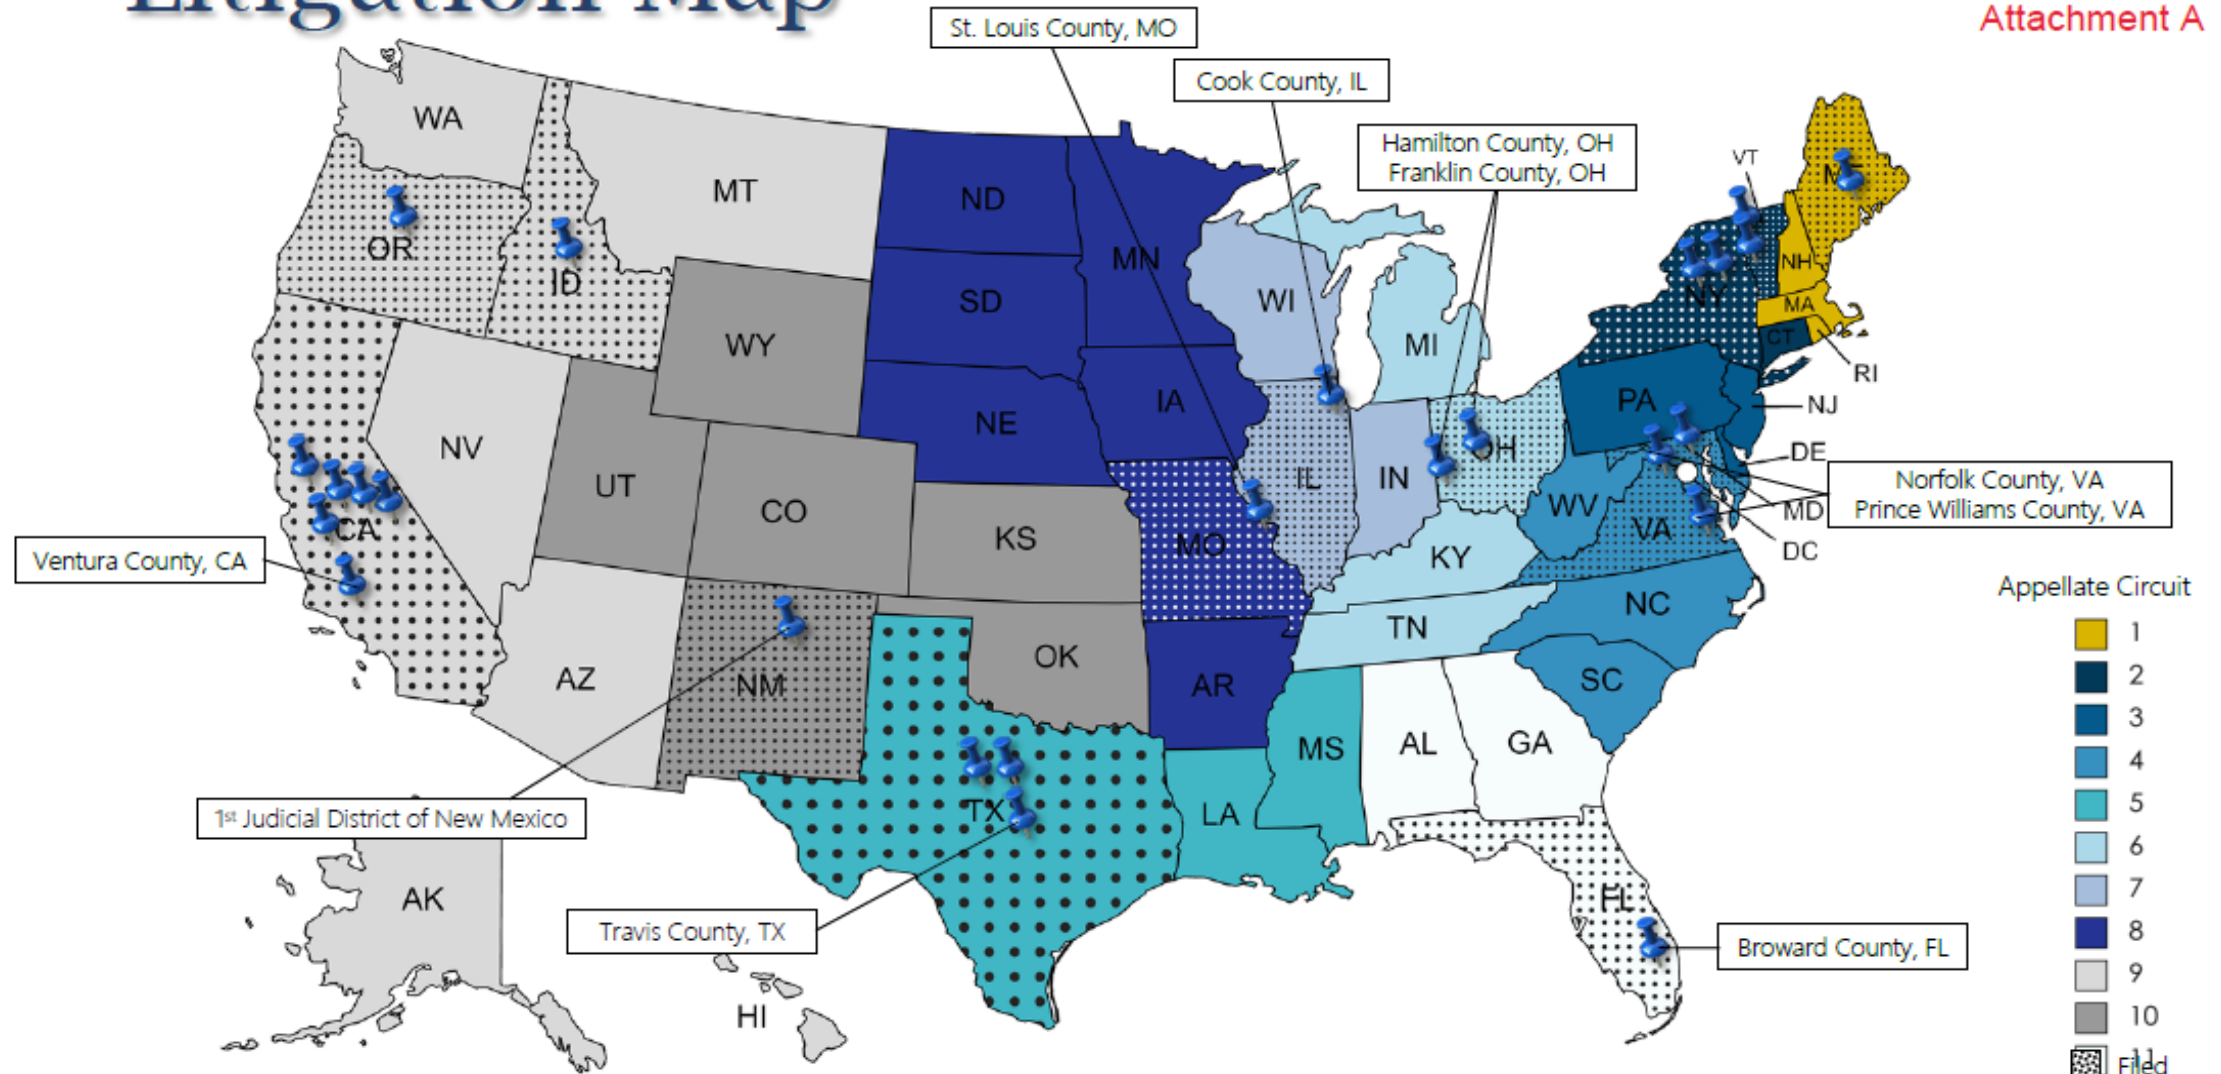 Litigation Map
Attachment A
St. Louis County, MO
Cook County, IL
Hamilton County, OH
Franklin County, OH
WA
MT
ND
MN
VT
OR
ID
SD
WI
MI
NH
NY
MA
CT
RI
WY
NE
IA
PA
NJ
NV
UT
CO
KS
IL
IN
OH
WV
VA
DE
MD
DC
Norfolk County, VA
Prince Williams County, VA
CA
Ventura County, CA
MO
KY
NC
TN
AZ
NM
OK
AR
SC
MS
AL
GA
TX
LA
1st Judicial District of New Mexico
AK
Travis County, TX
FL
Broward County, FL
HI
Appellate Circuit
1
2
3
4
5
6
7
8
9
10
11
Filed